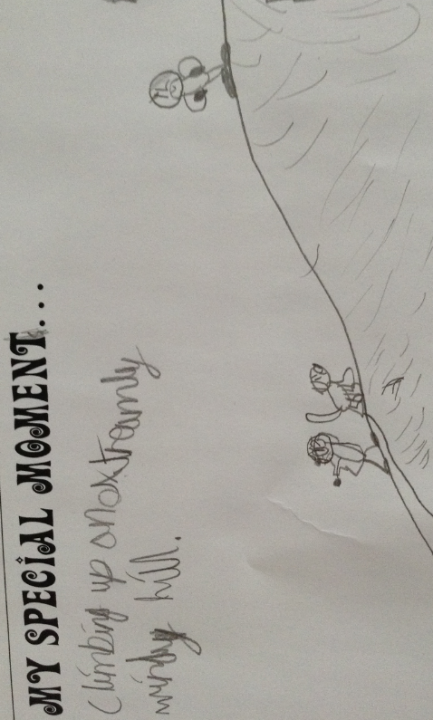 MY SPECIAL MOMENT...
Climbing up an extreamly
windy hill.